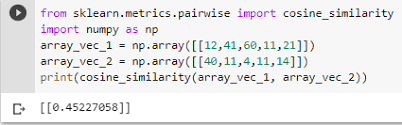 from sklearn.metrics.pairwise import cosine_similarity
import numpy as np
array_vec_1 = np.array([[12,41,60,11,21]])
array_vec_2 = np.array([[40,11,4,11,14]])
print(cosine_similarity(array_vec_1, array_vec_2))
[[0.45227058]]